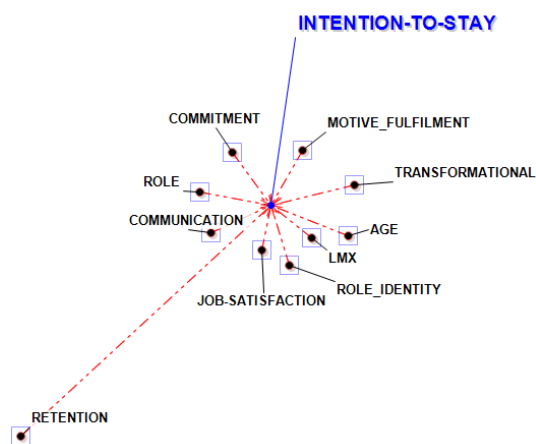 INTENTION-TO-STAY
COMMITMENT
MOTIVE_FULFILMENT
TRANSFORMATIONAL
ROLE
COMMUNICATION
AGE
LMX
JOB-SATISFACTION
ROLE_IDENTITY
RETENTION